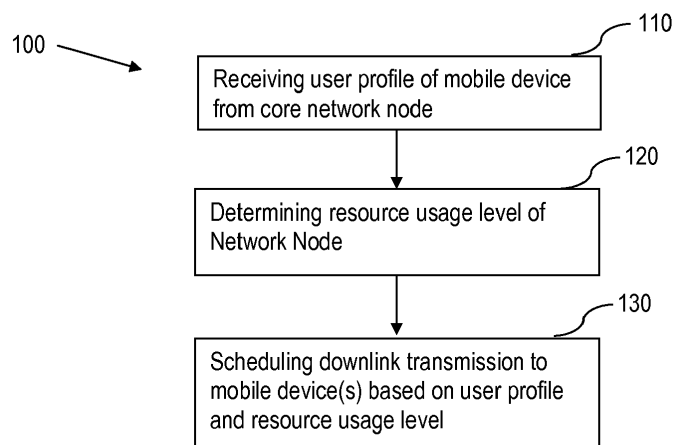 100
110
Receiving user profile of mobile device
from core network node
120
Determining resource usage level of
Network Node
130
Scheduling downlink transmission to
mobile device(s) based on user profile
and resource usage level